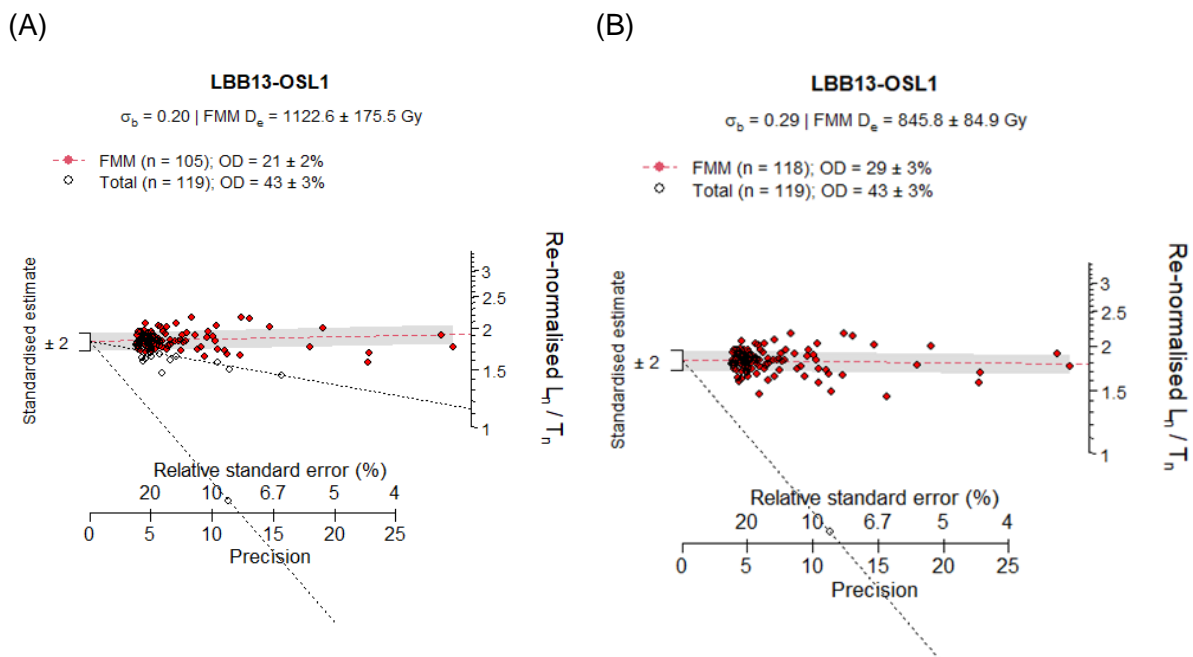 (A)
LBB13-OSL1
σb = 0.20 | FMM De = 1122.6 ± 175.5 Gy
FMM (n = 105); OD = 21 ± 2%
Total (n = 119); OD = 43 ± 3%
Standardised estimate
± 2
Re-normalised Ln / Tn
3
2.5
2
1.5
1
Relative standard error (%)
20 10 6.7 5 4
0 5 10 15 20 25
Precision
(B)
LBB13-OSL1
σb = 0.29 | FMM De = 845.8 ± 84.9 Gy
FMM (n = 118); OD = 29 ± 3%
Total (n = 119); OD = 43 ± 3%
Standardised estimate
± 2
Re-normalised Ln / Tn
3
2.5
2
1.5
1
Relative standard error (%)
20 10 6.7 5 4
0 5 10 15 20 25
Precision